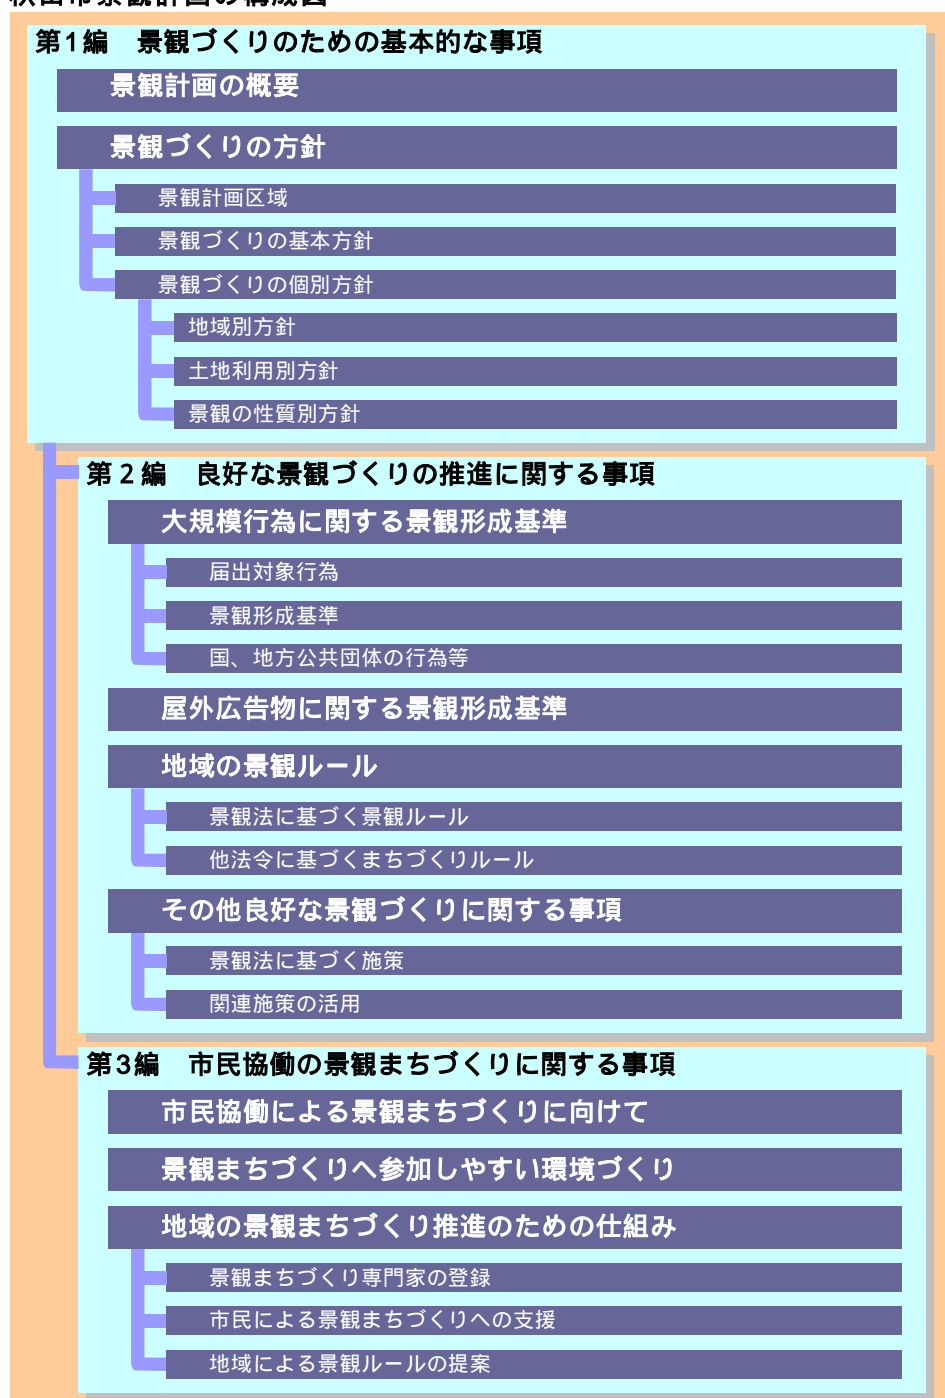 秋田市景観計画の構成図
第1編 景観づくりのための基本的な事項
景観計画の概要
景観づくりの方針
景観計画区域
景観づくりの基本方針
景観づくりの個別方針
地域別方針
土地利用別方針
景観の性質別方針
第２編 良好な景観づくりの推進に関する事項
大規模行為に関する景観形成基準
届出対象行為
景観形成基準
国、地方公共団体の行為等
屋外広告物に関する景観形成基準
地域の景観ルール
景観法に基づく景観ルール
他法令に基づくまちづくりルール
その他良好な景観づくりに関する事項
景観法に基づく施策
関連施策の活用
第3編 市民協働の景観まちづくりに関する事項
市民協働による景観まちづくりに向けて
景観まちづくりへ参加しやすい環境づくり
地域の景観まちづくり推進のための仕組み
景観まちづくり専門家の登録
市民による景観まちづくりへの支援
地域による景観ルールの提案